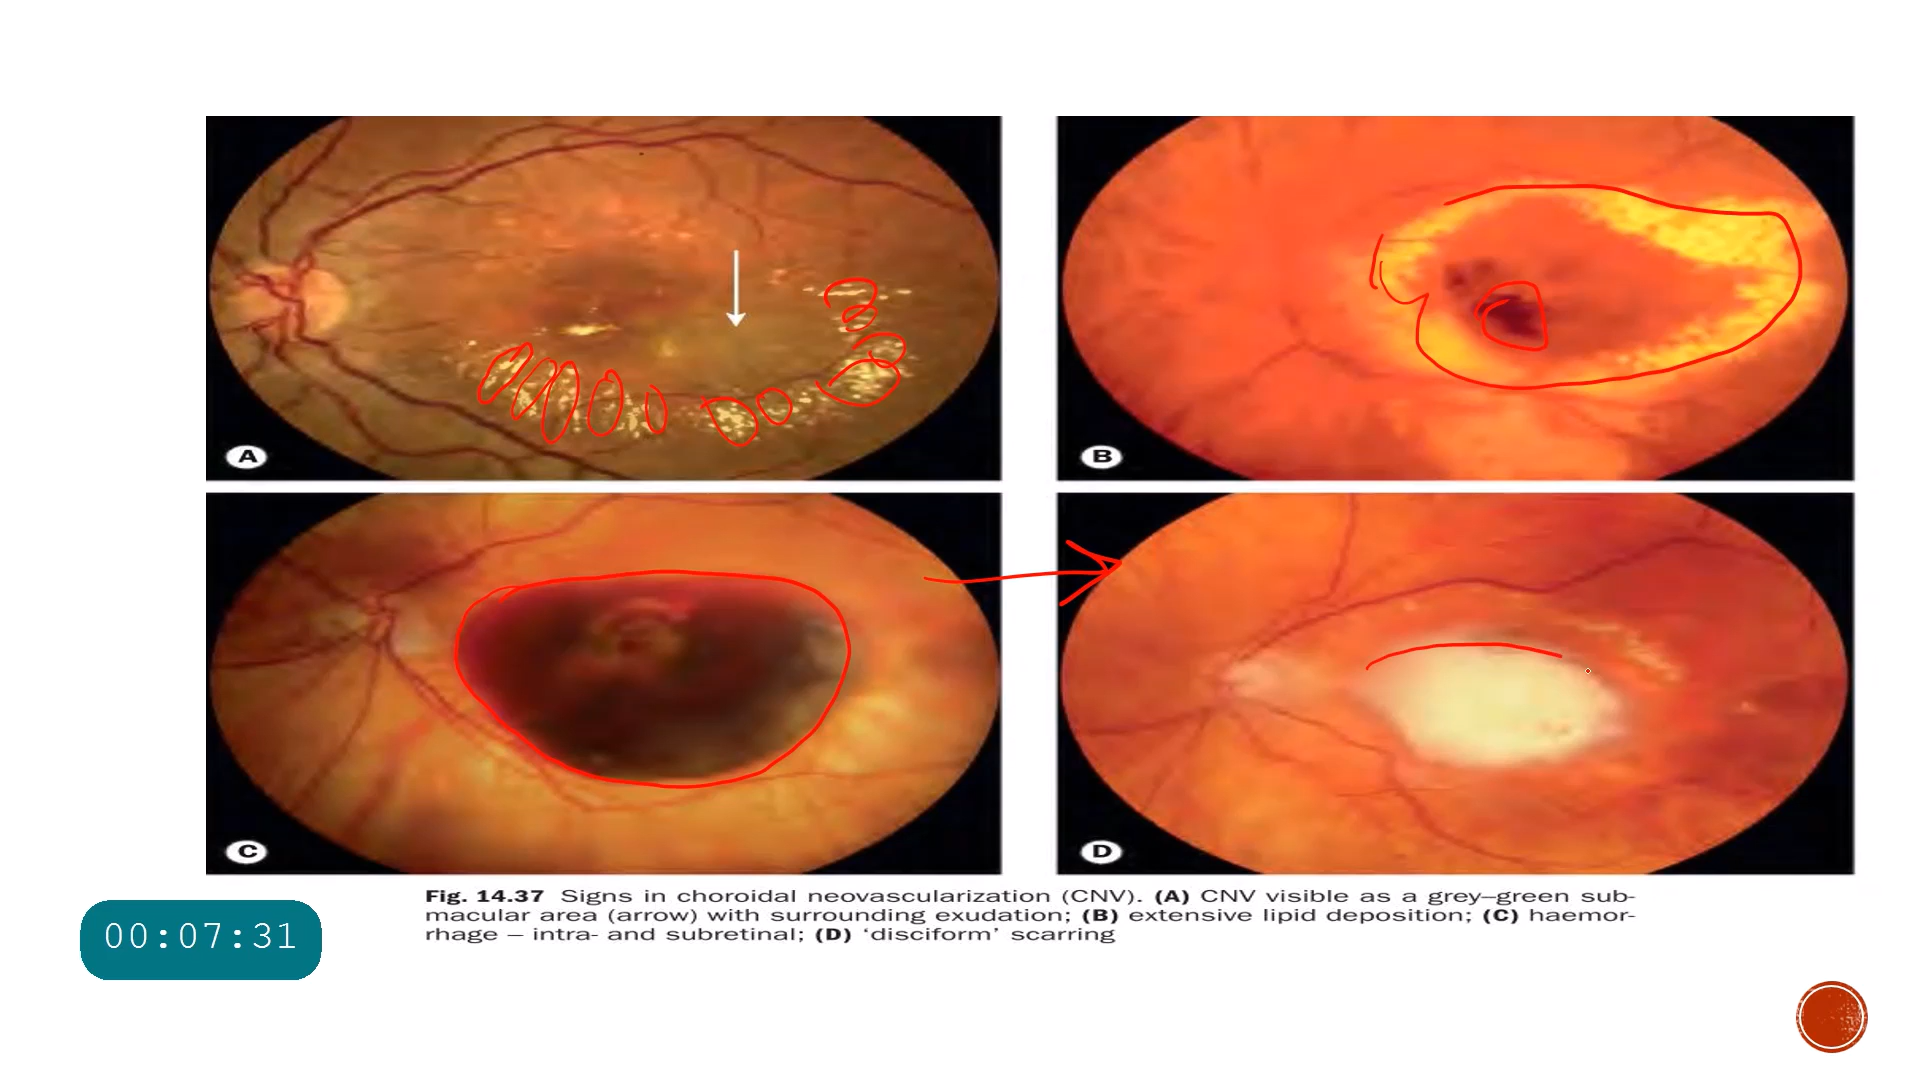 A
B
C
D
Fig. 14.37 Signs in choroidal neovascularization (CNV). (A) CNV visible as a grey–green sub-
macular area (arrow) with surrounding exudation; (B) extensive lipid deposition; (C) haemor-
rhage – intra- and subretinal; (D) ‘disciform’ scarring
00:07:31